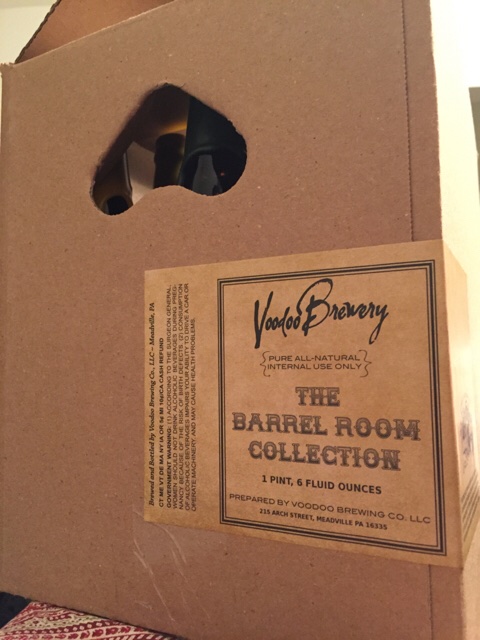 Voodoo Brewery
PURE ALL-NATURAL
INTERNAL USE ONLY
THE
BARREL ROOM
COLLECTION
1 PINT, 6 FLUID OUNCES
PREPARED BY VOODOO BREWING CO. LLC
215 ARCH STREET, MEADVILLE PA 16335
Brewed and Bottled by Voodoo Brewing Co., LLC – Meadville, PA
CT ME VT DE MA NY IA OR 5¢ MI 10¢/CA CASH REFUND
GOVERNMENT WARNING: (1) ACCORDING TO THE SURGEON GENERAL,
WOMEN SHOULD NOT DRINK ALCOHOLIC BEVERAGES DURING PREG-
NANCY BECAUSE OF THE RISK OF BIRTH DEFECTS. (2) CONSUMPTION
OF ALCOHOLIC BEVERAGES IMPAIRS YOUR ABILITY TO DRIVE A CAR OR
OPERATE MACHINERY, AND MAY CAUSE HEALTH PROBLEMS.